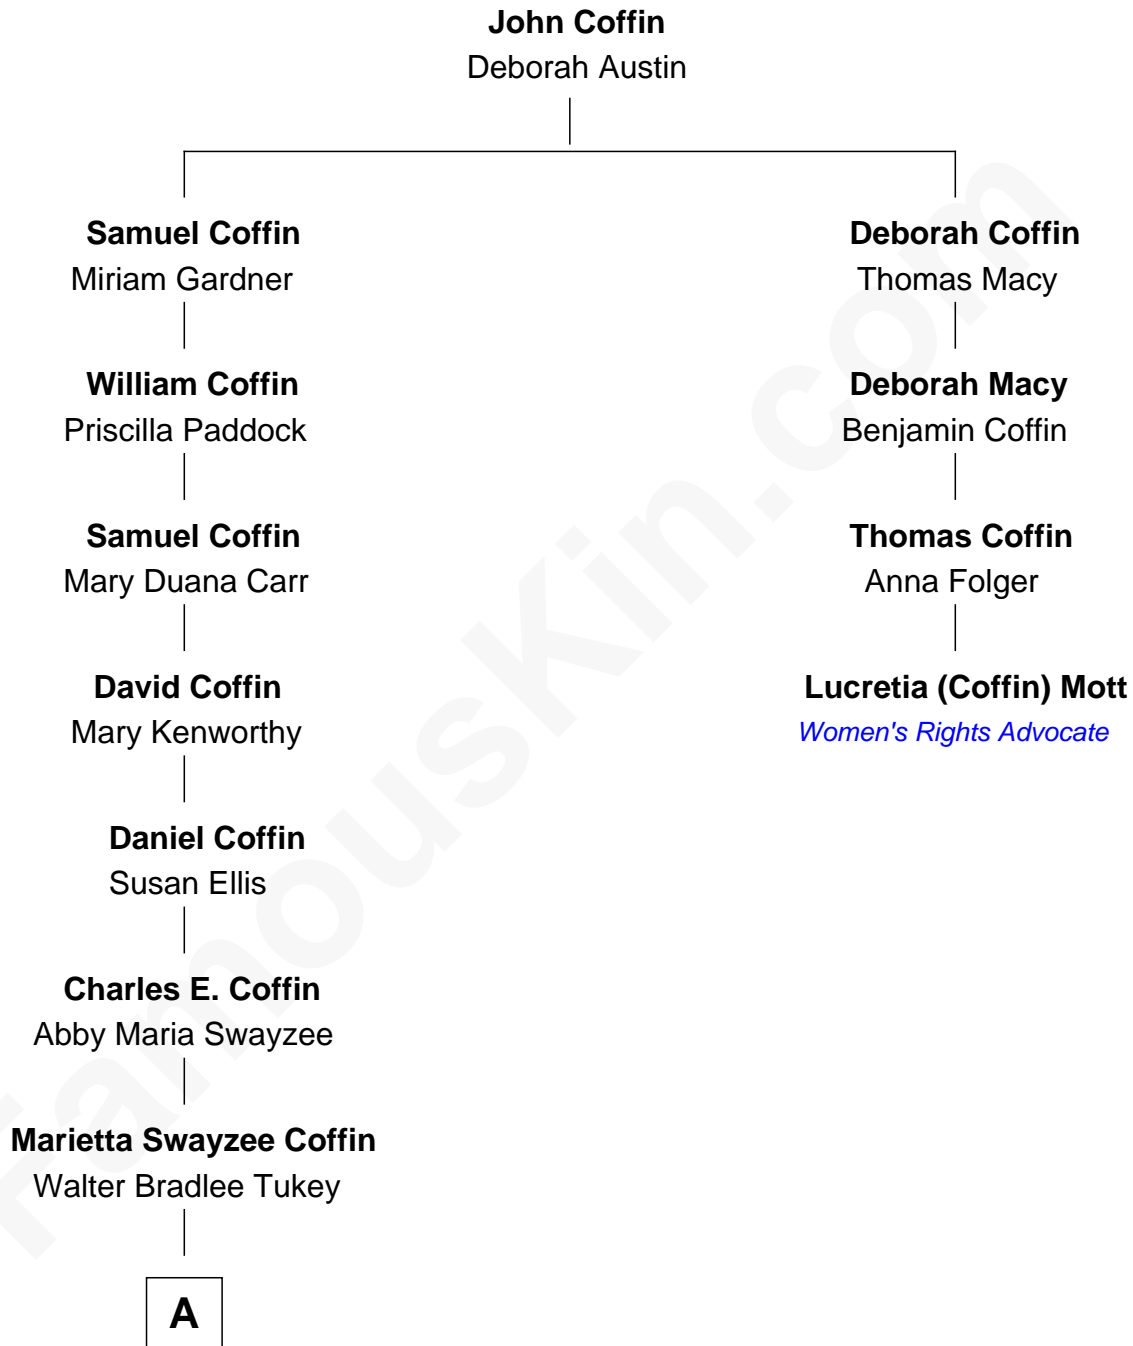 John Coffin
Deborah Austin
Samuel Coffin
Miriam Gardner
Deborah Coffin
Thomas Macy
William Coffin
Priscilla Paddock
Deborah Macy
Benjamin Coffin
Samuel Coffin
Mary Duana Carr
Thomas Coffin
Anna Folger
David Coffin
Mary Kenworthy
Lucretia (Coffin) Mott
Women's Rights Advocate
Daniel Coffin
Susan Ellis
Charles E. Coffin
Abby Maria Swayzee
Marietta Swayzee Coffin
Walter Bradlee Tukey
A
FamousKin.com